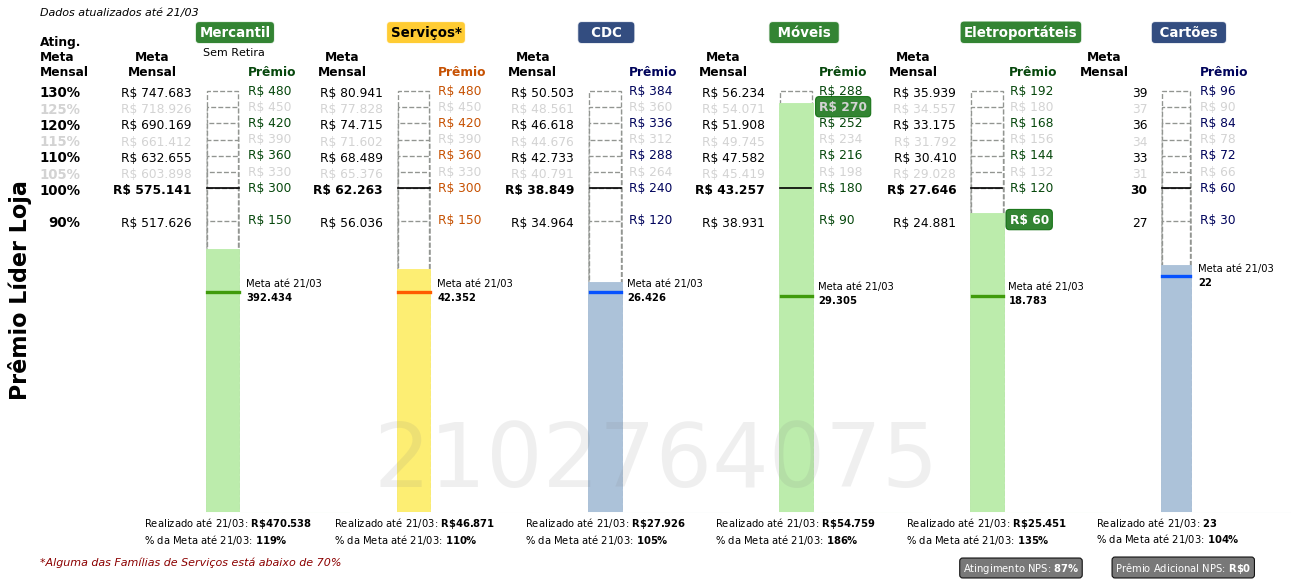 Dados atualizados até 21/03
Mercantil Serviços* CDC Móveis Eletroportáteis Cartões
Sem Retira
Ating. Meta Mensal Meta Mensal Prêmio Meta Mensal Prêmio Meta Mensal Prêmio Meta Mensal Prêmio Meta Mensal Prêmio Meta Mensal Prêmio
130% R$ 747.683 R$ 480 R$ 80.941 R$ 480 R$ 50.503 R$ 384 R$ 56.234 R$ 288 R$ 35.939 R$ 192 39 R$ 96
125% R$ 718.926 R$ 450 R$ 77.828 R$ 450 R$ 48.561 R$ 360 R$ 54.071 R$ 270 R$ 34.557 R$ 180 37 R$ 90
120% R$ 690.169 R$ 420 R$ 74.715 R$ 420 R$ 46.618 R$ 336 R$ 51.908 R$ 252 R$ 33.175 R$ 168 36 R$ 84
115% R$ 661.412 R$ 390 R$ 71.602 R$ 390 R$ 44.676 R$ 312 R$ 49.745 R$ 234 R$ 31.792 R$ 156 34 R$ 78
110% R$ 632.655 R$ 360 R$ 68.489 R$ 360 R$ 42.733 R$ 288 R$ 47.582 R$ 216 R$ 30.410 R$ 144 33 R$ 72
105% R$ 603.898 R$ 330 R$ 65.376 R$ 330 R$ 40.791 R$ 264 R$ 45.419 R$ 198 R$ 29.028 R$ 132 31 R$ 66
100% R$ 575.141 R$ 300 R$ 62.263 R$ 300 R$ 38.849 R$ 240 R$ 43.257 R$ 180 R$ 27.646 R$ 120 30 R$ 60
90% R$ 517.626 R$ 150 R$ 56.036 R$ 150 R$ 34.964 R$ 120 R$ 38.931 R$ 90 R$ 24.881 R$ 60 27 R$ 30
Meta até 21/03 Meta até 21/03 Meta até 21/03 Meta até 21/03 Meta até 21/03 Meta até 21/03
392.434 42.352 26.426 29.305 18.783 22
Prêmio Líder Loja
2102764075
Realizado até 21/03: R$470.538 Realizado até 21/03: R$46.871 Realizado até 21/03: R$27.926 Realizado até 21/03: R$54.759 Realizado até 21/03: R$25.451 Realizado até 21/03: 23
% da Meta até 21/03: 119% % da Meta até 21/03: 110% % da Meta até 21/03: 105% % da Meta até 21/03: 186% % da Meta até 21/03: 135% % da Meta até 21/03: 104%
*Alguma das Famílias de Serviços está abaixo de 70%
Atingimento NPS: 87% Prêmio Adicional NPS: R$0